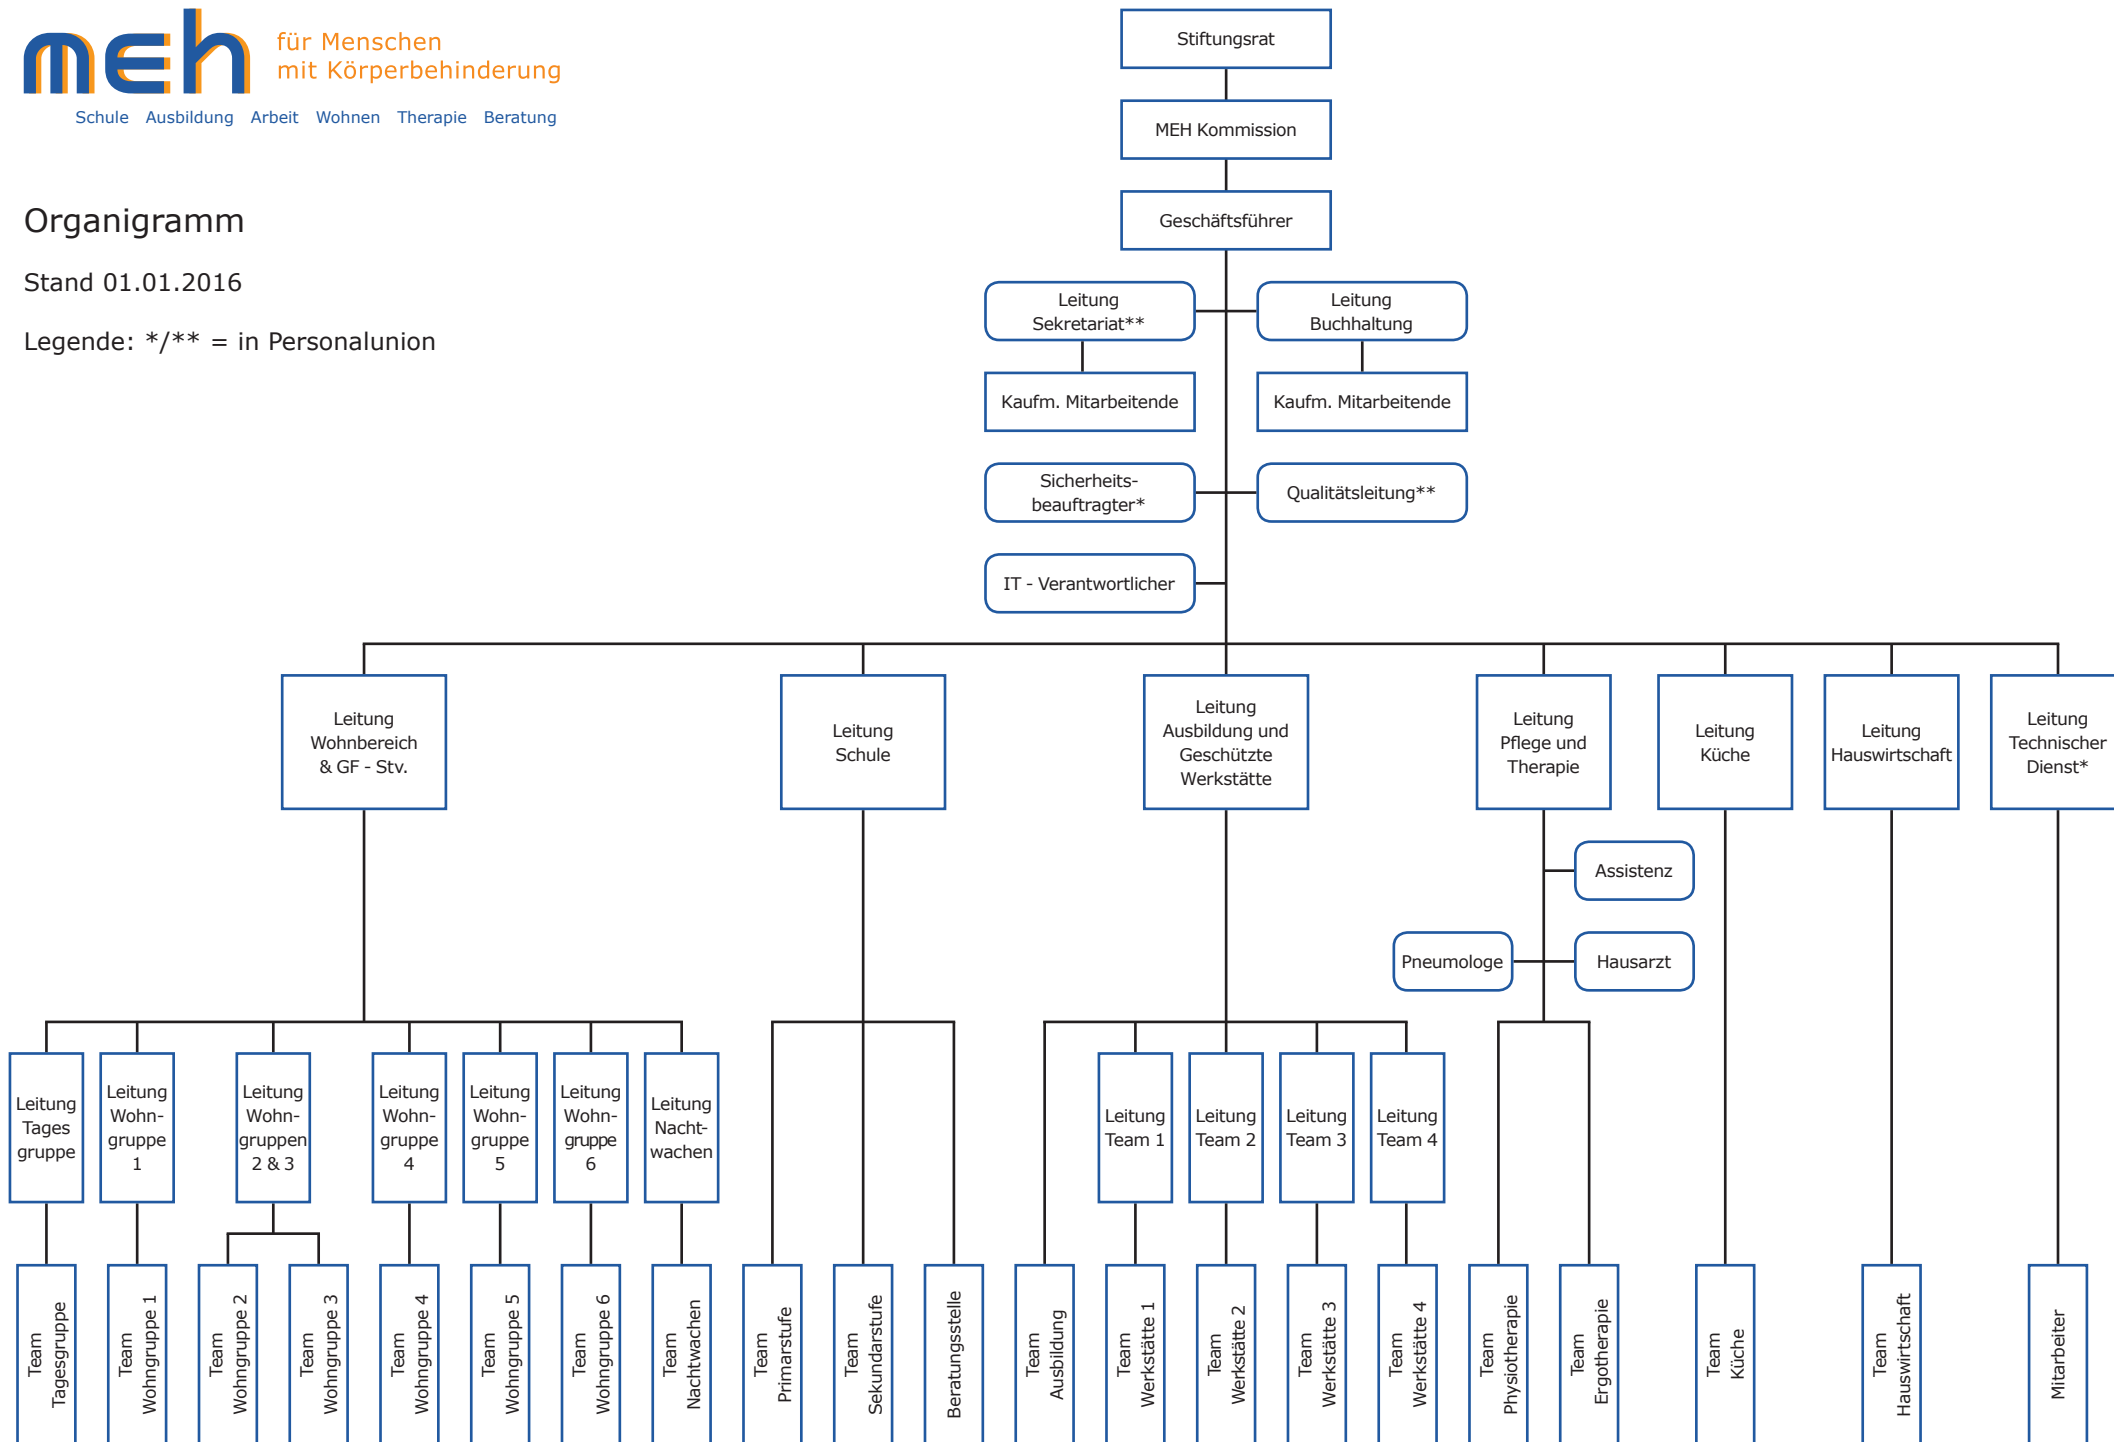 meh
für Menschen
mit Körperbehinderung
Schule Ausbildung Arbeit Wohnen Therapie Beratung
Organigramm
Stand 01.01.2016
Legende: */** = in Personalunion
Stiftungsrat
MEH Kommission
Geschäftsführer
Leitung
Sekretariat**
Leitung
Buchhaltung
Kaufm. Mitarbeitende
Kaufm. Mitarbeitende
Sicherheits-
beauftragter*
Qualitätsleitung**
IT - Verantwortlicher
Leitung
Wohnbereich
& GF - Stv.
Leitung
Schule
Leitung
Ausbildung und
Geschützte
Werkstätte
Leitung
Pflege und
Therapie
Leitung
Küche
Leitung
Hauswirtschaft
Leitung
Technischer
Dienst*
Assistenz
Pneumologe
Hausarzt
Leitung
Tages
gruppe
Leitung
Wohn-
gruppe
1
Leitung
Wohn-
gruppen
2 & 3
Leitung
Wohn-
gruppe
4
Leitung
Wohn-
gruppe
5
Leitung
Wohn-
gruppe
6
Leitung
Nacht-
wachen
Leitung
Team 1
Leitung
Team 2
Leitung
Team 3
Leitung
Team 4
Team
Tagesgruppe
Team
Wohngruppe 1
Team
Wohngruppe 2
Team
Wohngruppe 3
Team
Wohngruppe 4
Team
Wohngruppe 5
Team
Wohngruppe 6
Team
Nachtwachen
Team
Primarstufe
Team
Sekundarstufe
Beratungsstelle
Team
Ausbildung
Team
Werkstätte 1
Team
Werkstätte 2
Team
Werkstätte 3
Team
Werkstätte 4
Team
Physiotherapie
Team
Ergotherapie
Team
Küche
Team
Hauswirtschaft
Mitarbeiter